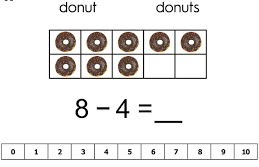 donut donuts
8 − 4 = __
0 1 2 3 4 5 6 7 8 9 10